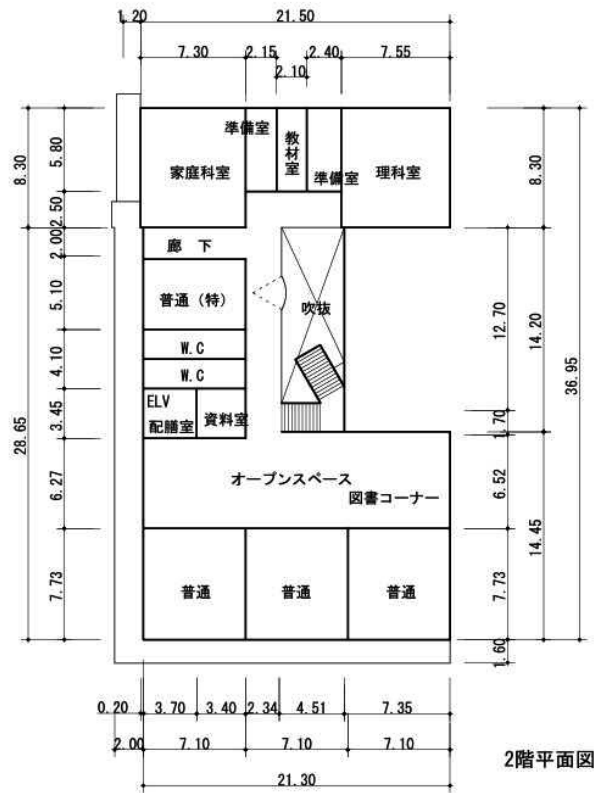 1.20
21.50
7.30
2.15
2.40
7.55
2.10
8.30
5.80
2.50
8.30
準備室
教材室
家庭科室
準備室
理科室
2.00
廊 下
5.10
普通（特）
吹抜
12.70
14.20
36.95
4.10
W.C
W.C
3.45
ELV
配膳室
資料室
1.70
28.65
6.27
オープンスペース
図書コーナー
6.52
14.45
7.73
普通
普通
普通
7.73
1.60
0.20
3.70
3.40
2.34
4.51
7.35
2.00
7.10
7.10
7.10
21.30
2階平面図